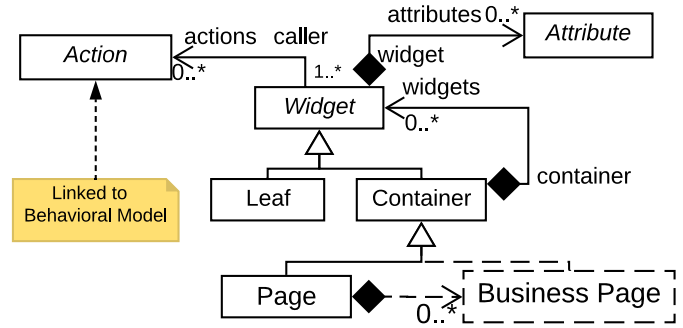 attributes 0..*
Action
actions caller
widget
Attribute
0..*
1..*
Widget
widgets
0..*
Linked to
Behavioral Model
Leaf
Container
container
Page
Business Page
0..*